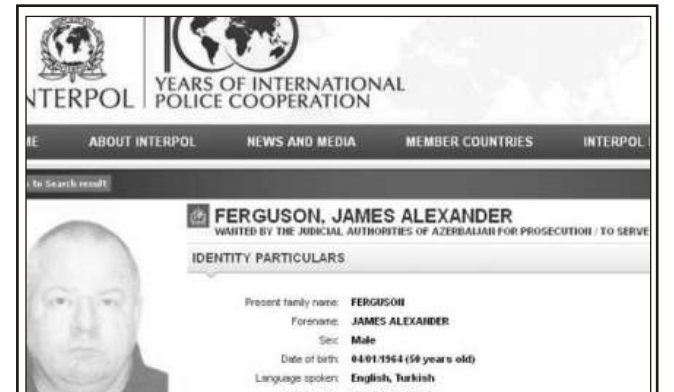 NTERPOL
YEARS OF INTERNATIONAL
POLICE COOPERATION
ME ABOUT INTERPOL NEWS AND MEDIA MEMBER COUNTRIES INTERPOL
to Search result
FERGUSON, JAMES ALEXANDER
WANTED BY THE JUDICIAL AUTHORITIES OF AZERBAIJAN FOR PROSECUTION / TO SERVE
IDENTITY PARTICULARS
Present family name: FERGUSON
Forename: JAMES ALEXANDER
Sex: Male
Date of birth: 04/01/1964 (50 years old)
Language spoken: English, Turkish